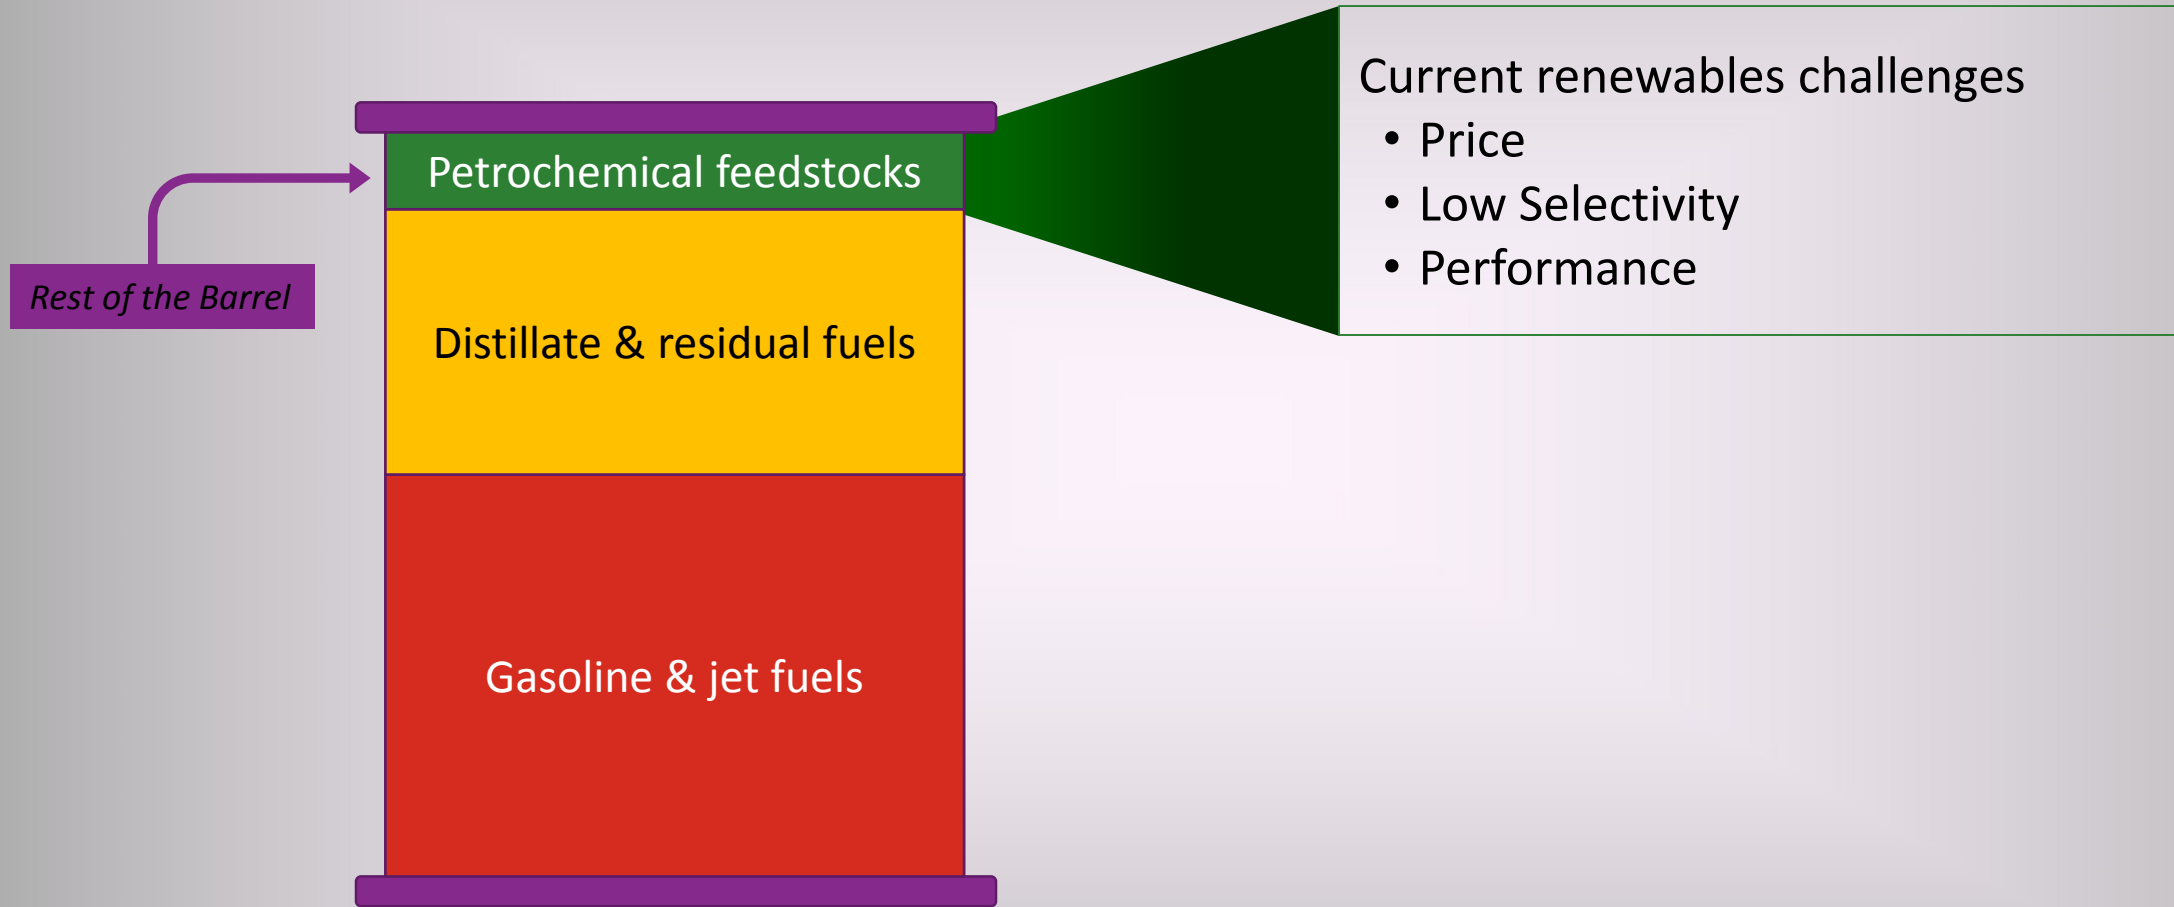 Current renewables challenges
• Price
• Low Selectivity
• Performance
Petrochemical feedstocks
Rest of the Barrel
Distillate & residual fuels
Gasoline & jet fuels